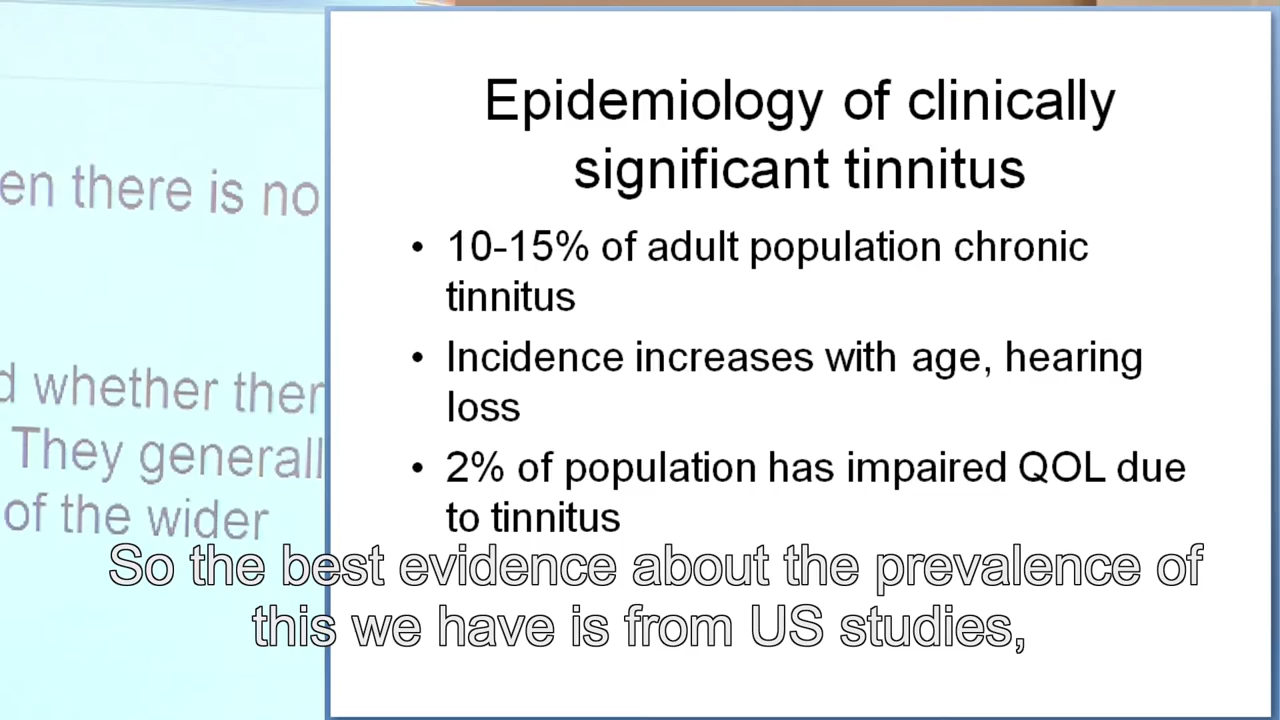 en there is no
d whether ther
They generall
of the wider
Epidemiology of clinically
significant tinnitus
• 10-15% of adult population chronic
tinnitus
• Incidence increases with age, hearing
loss
• 2% of population has impaired QOL due
to tinnitus
So the best evidence about the prevalence of
this we have is from US studies,